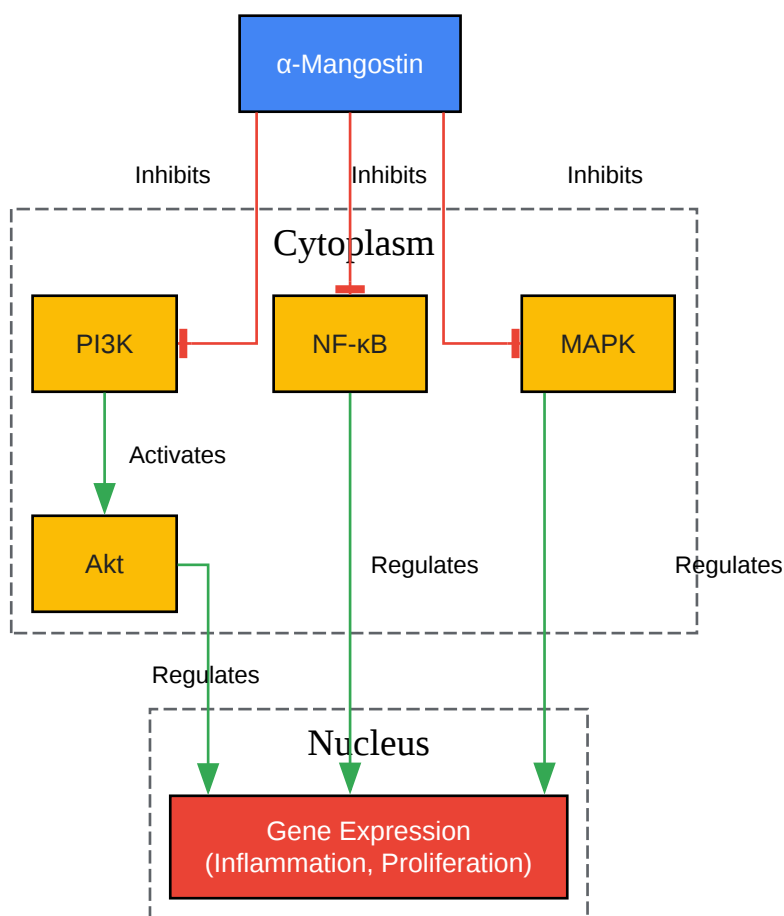 α-Mangostin
Inhibits
Inhibits
Inhibits
Cytoplasm
PI3K
NF-κB
MAPK
Activates
Akt
Regulates
Regulates
Regulates
Nucleus
Gene Expression
(Inflammation, Proliferation)